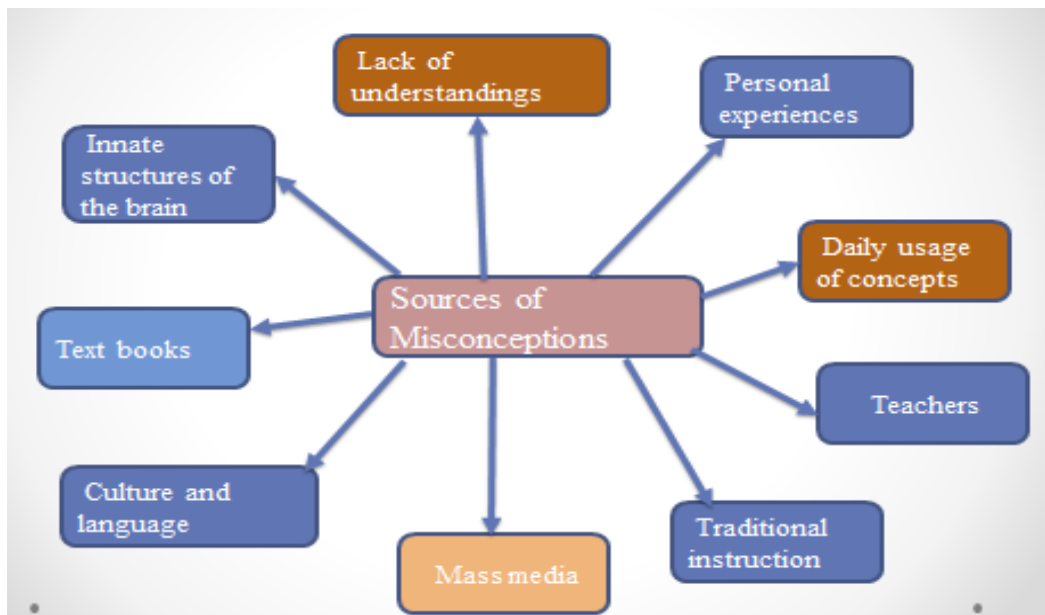 Lack of
understandings
Personal
experiences
Innate
structures of
the brain
Daily usage
of concepts
Sources of
Misconceptions
Text books
Teachers
Culture and
language
Traditional
instruction
Mass media